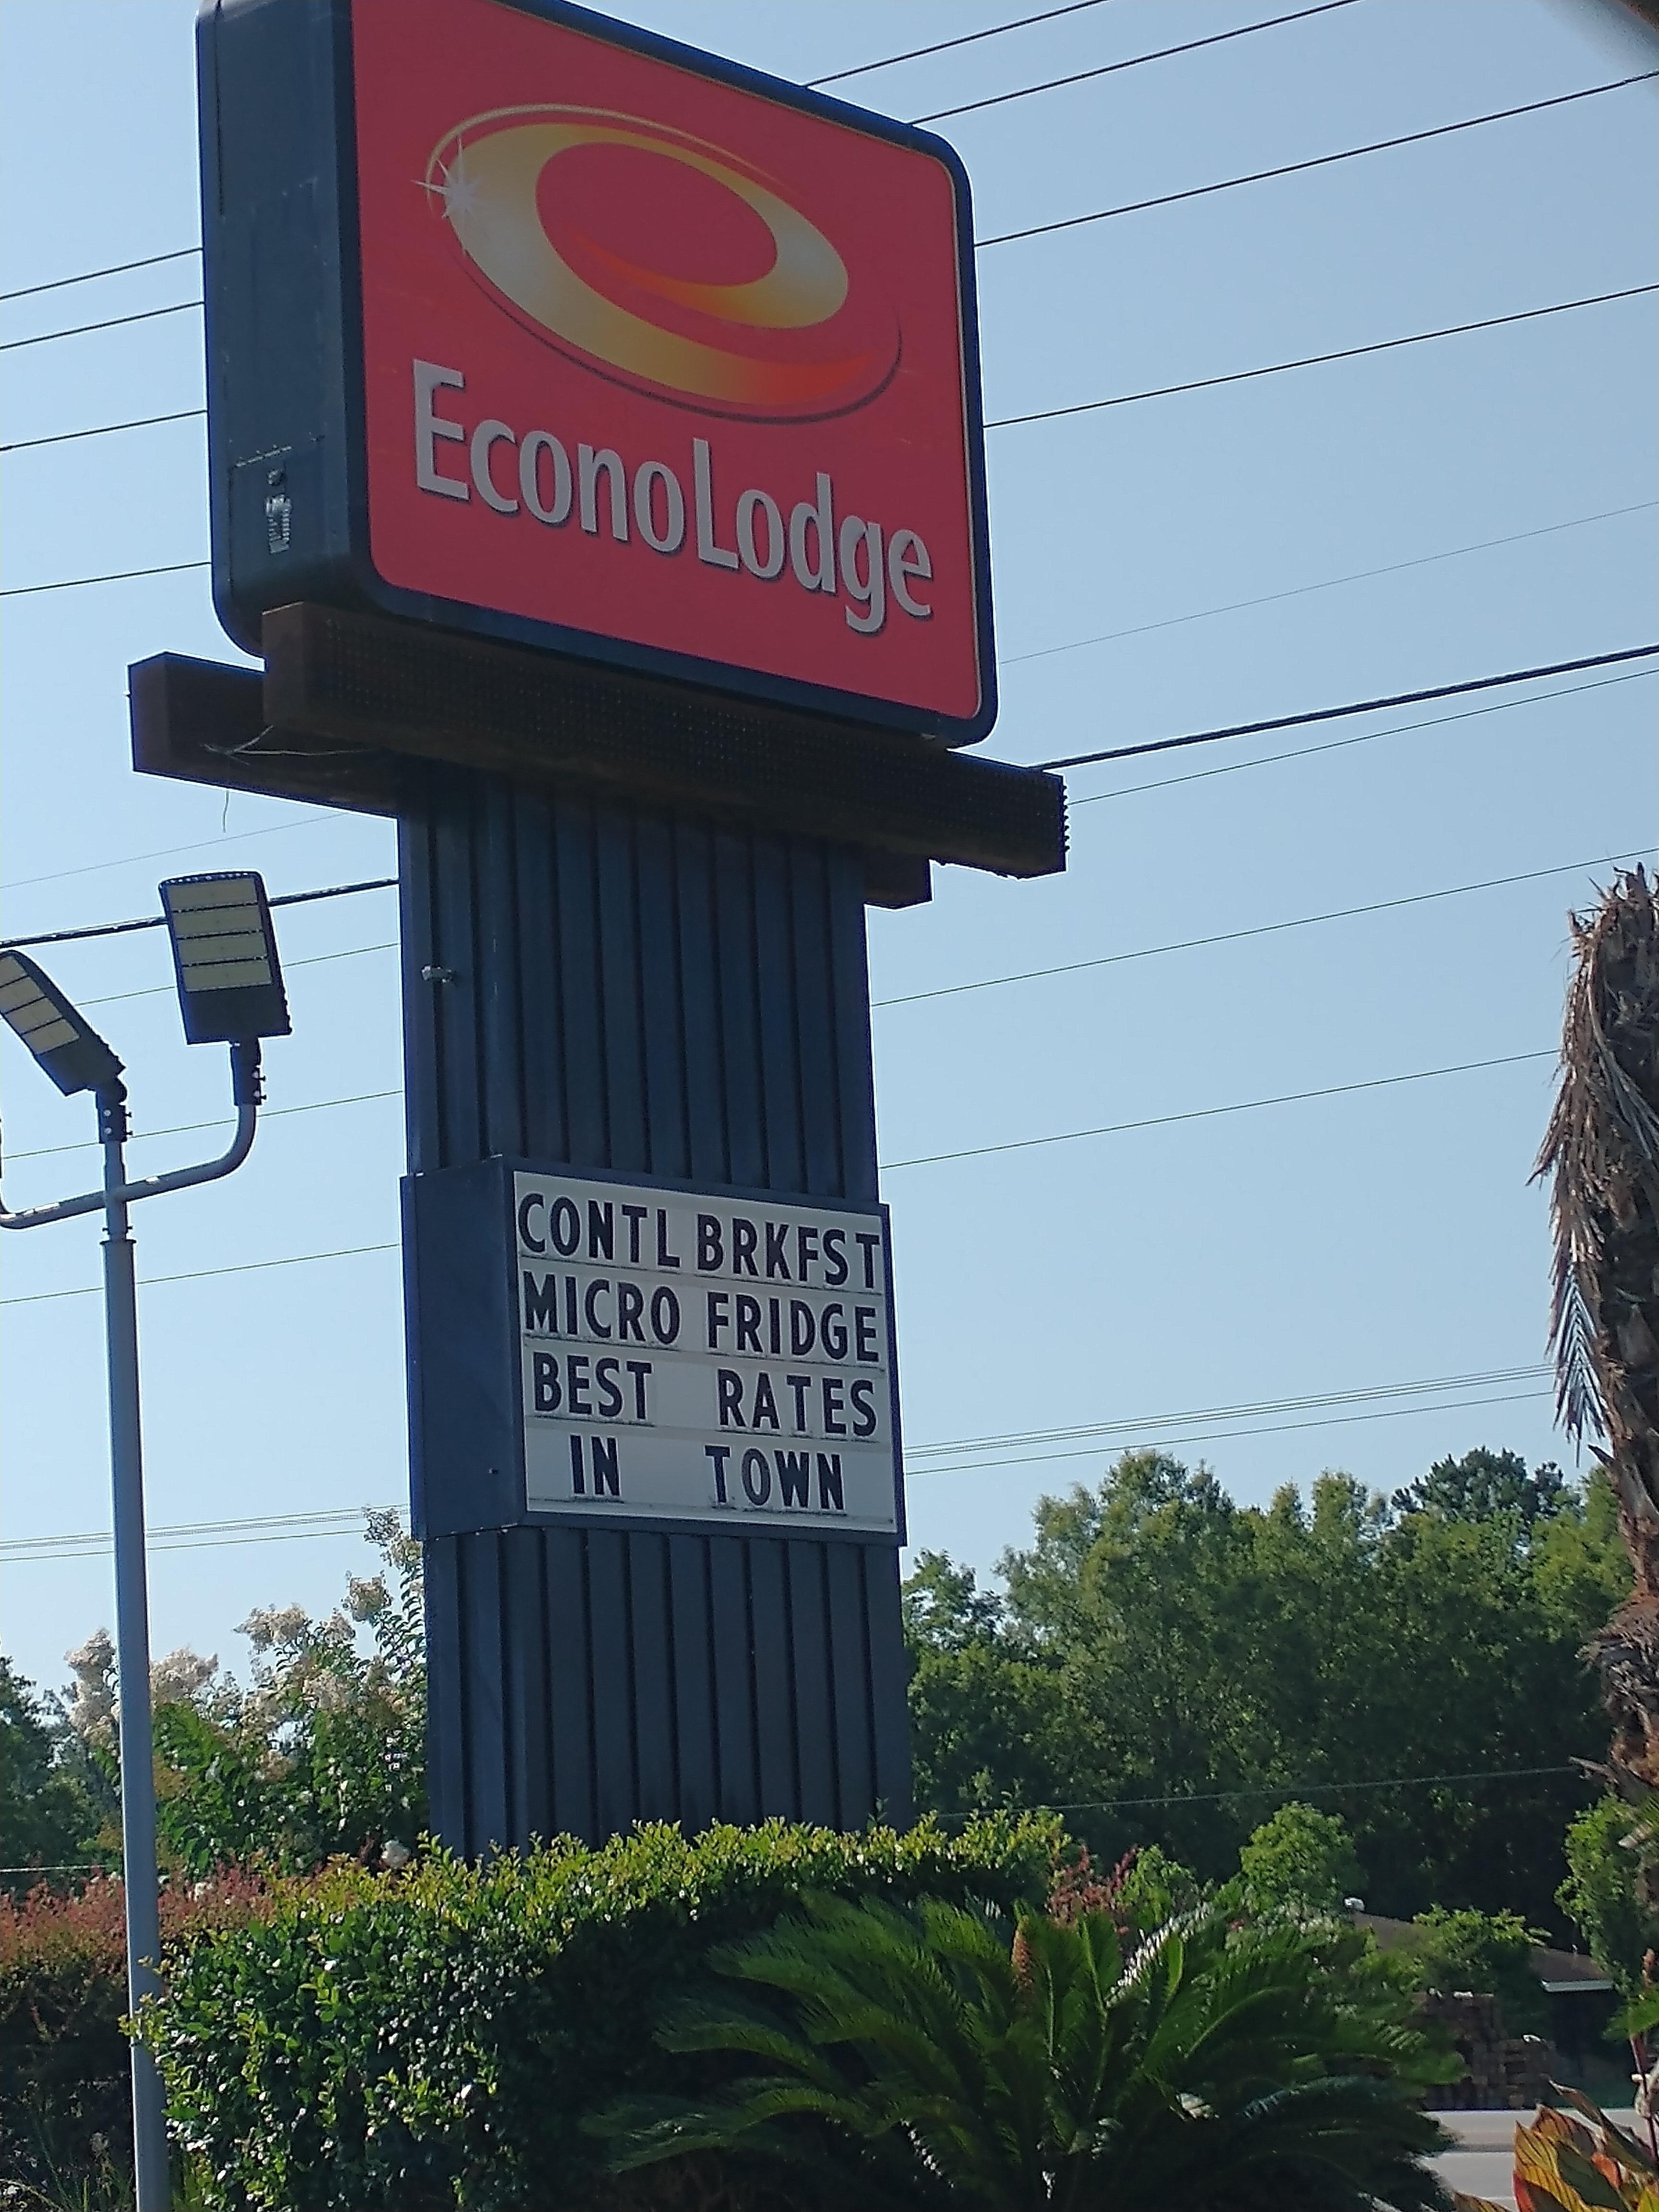 EconoLodge
CONTL BRKFST
MICRO FRIDGE
BEST RATES
IN TOWN